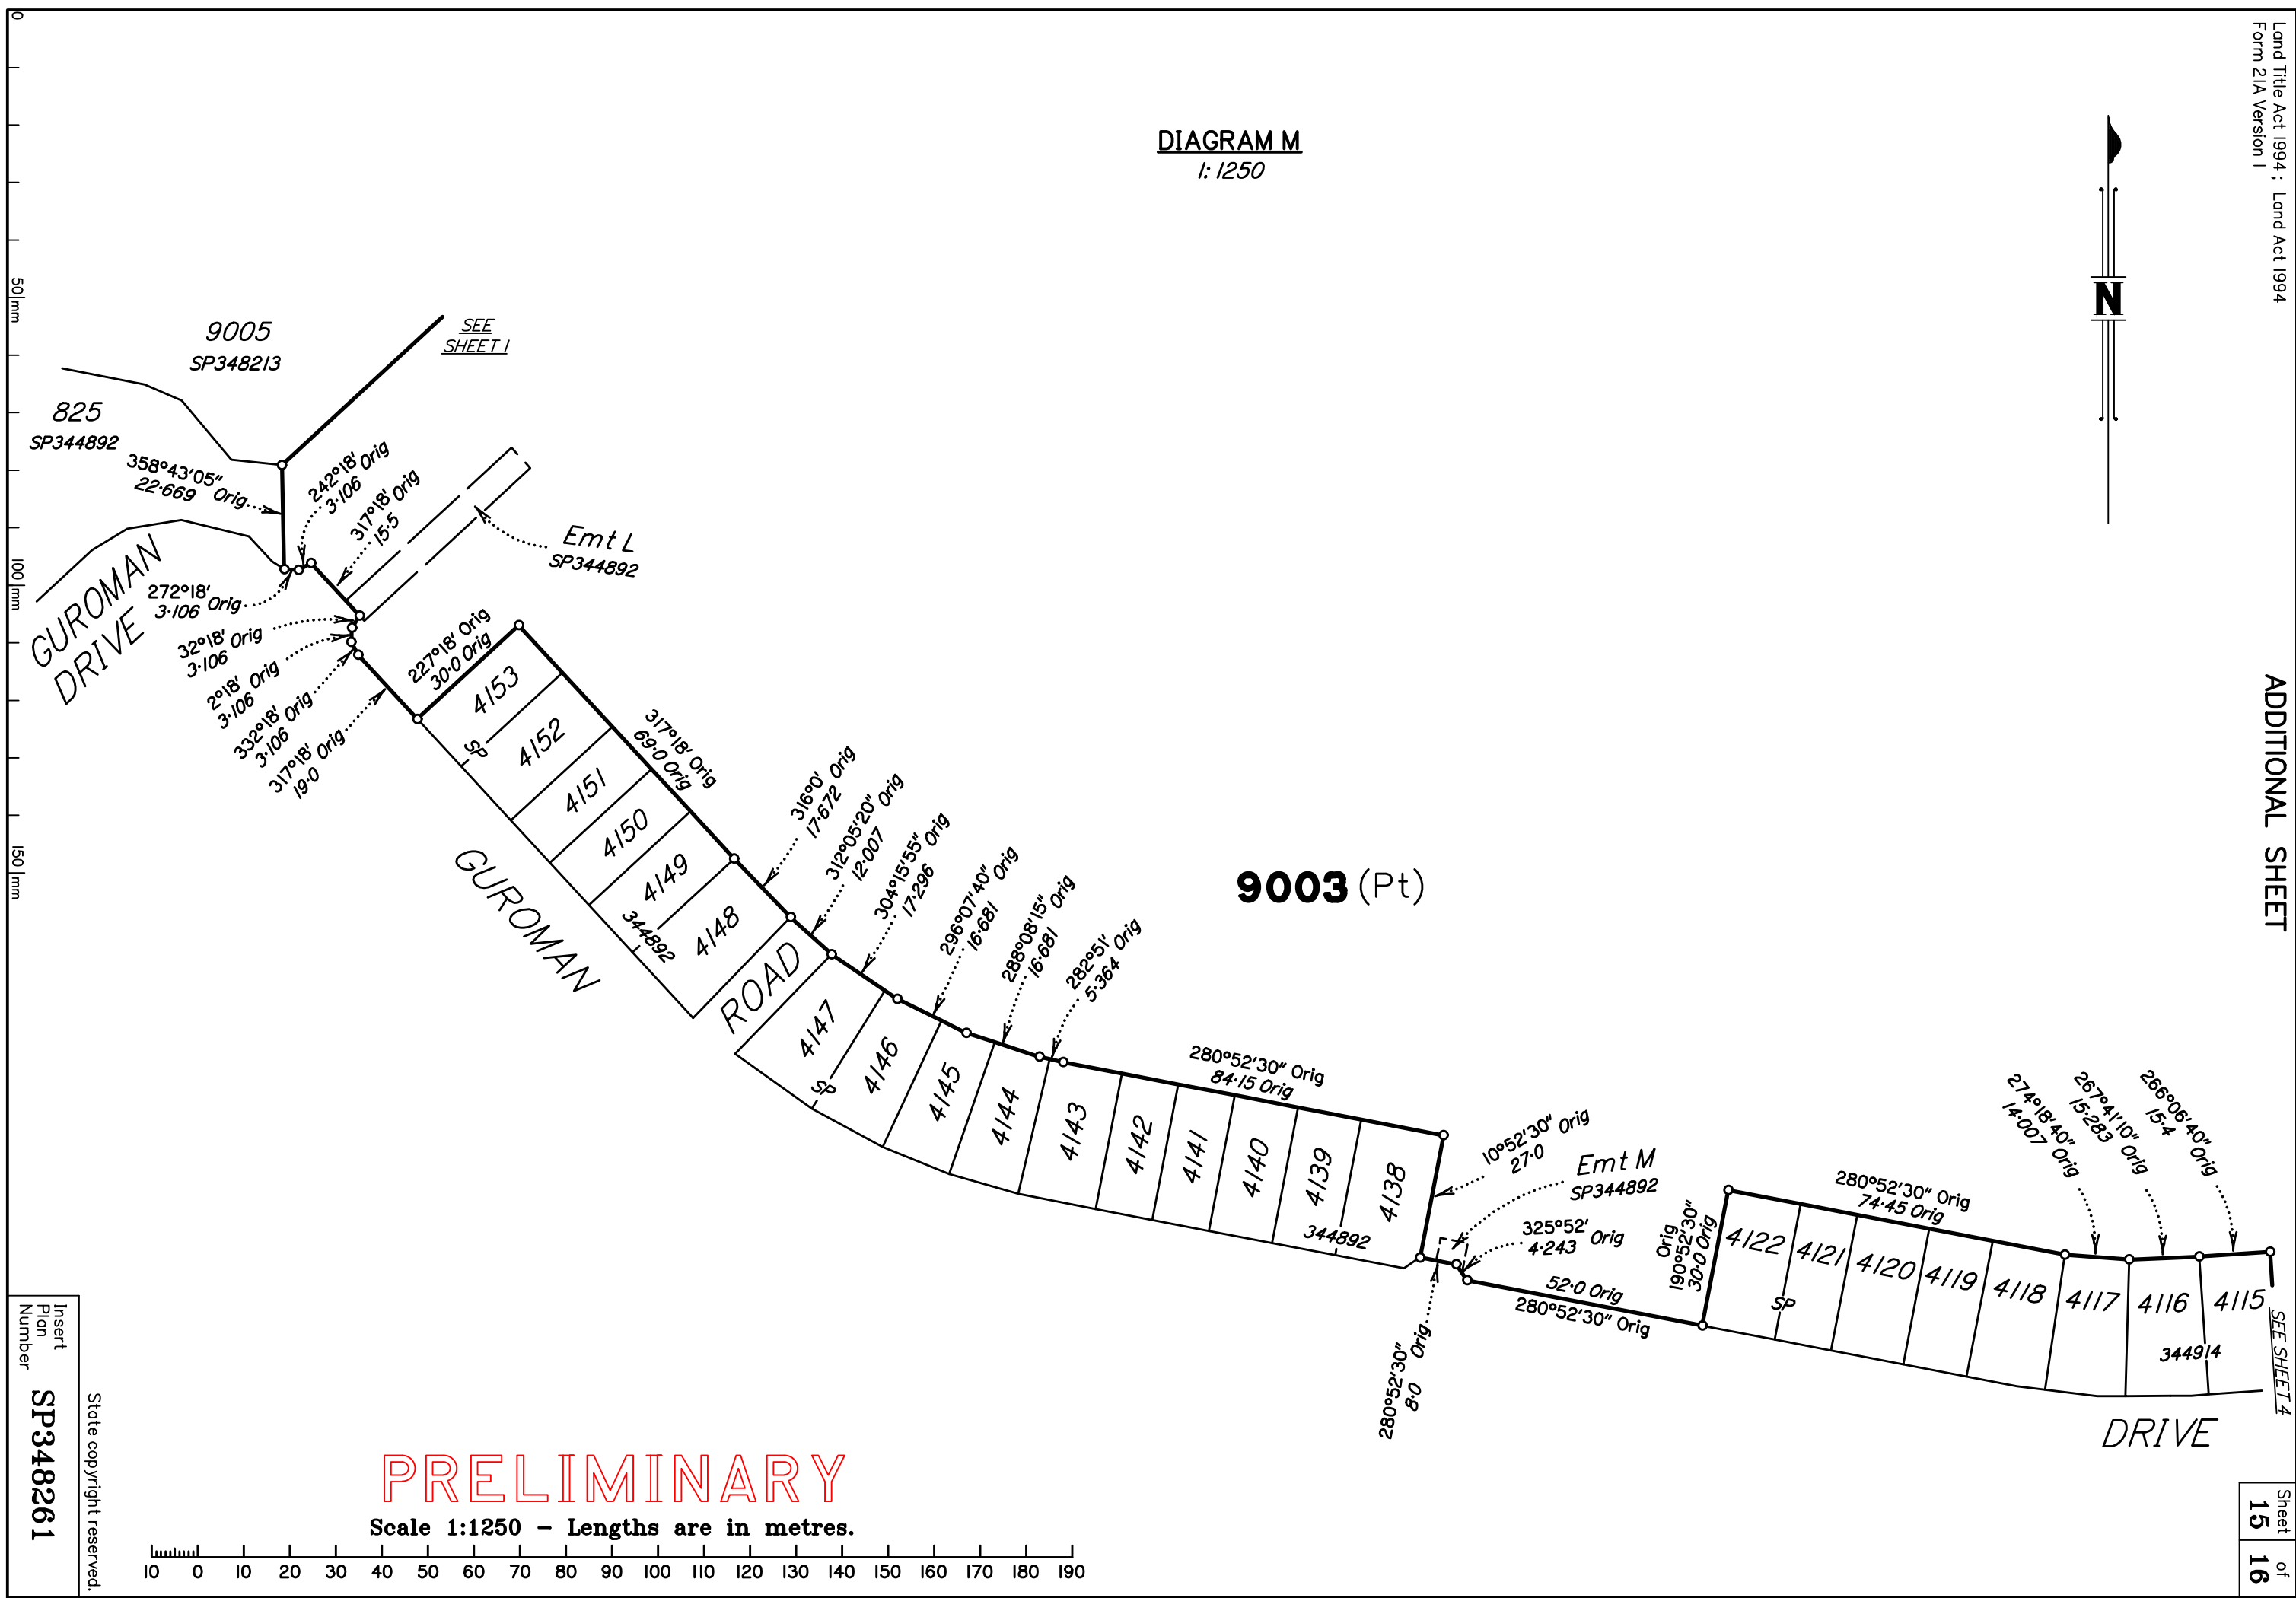 Land Title Act 1994 ; Land Act 1994
Form 21A Version 1
DIAGRAM M
1: 1250
N
ADDITIONAL SHEET
0
50 mm
100 mm
150 mm
9005
SP348213
SEE
SHEET 1
825
SP344892
358°43'05"
22·669 Orig
242°18' Orig
3·106
317°18' Orig
15·5
Emt L
SP344892
GUROMAN
DRIVE
272°18'
3·106 Orig
32°18' Orig
3·106
2°18' Orig
3·106
332°18' Orig
3·106
317°18' Orig
19·0
227°18' Orig
30·0 Orig
4153
SP
4152
4151
4150
4149
344892
4148
317°18' Orig
69·0 Orig
316°0' Orig
17·672
312°05'20" Orig
12·007
304°15'55" Orig
17·296
296°07'40" Orig
16·681
288°08'15" Orig
16·681
282°51' Orig
5·364
9003 (Pt)
GUROMAN
ROAD
4147
SP
4146
4145
4144
4143
4142
4141
4140
4139
4138
344892
280°52'30" Orig
84·15 Orig
10°52'30" Orig
27·0
Emt M
SP344892
325°52' Orig
4·243
280°52'30" Orig
8·0
52·0 Orig
280°52'30" Orig
Orig
190°52'30"
30·0 Orig
280°52'30" Orig
74·45 Orig
274°18'40" Orig
14·007
267°41'10" Orig
15·283
266°06'40" Orig
15·4
4122
SP
4121
4120
4119
4118
4117
4116
4115
344914
SEE SHEET 4
DRIVE
PRELIMINARY
Scale 1:1250 – Lengths are in metres.
10 0 10 20 30 40 50 60 70 80 90 100 110 120 130 140 150 160 170 180 190
State copyright reserved.
Insert
Plan
Number
SP348261
Sheet of
15 16